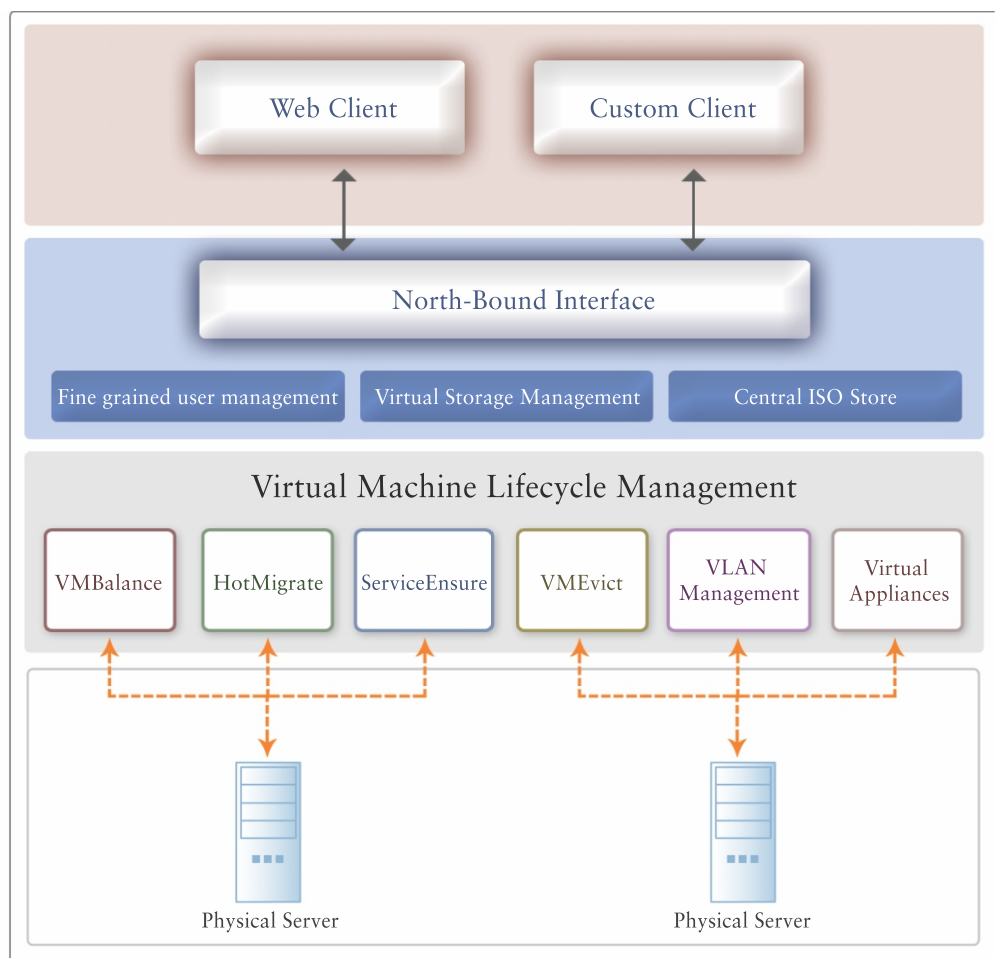 Web Client
Custom Client
North-Bound Interface
Fine grained user management
Virtual Storage Management
Central ISO Store
Virtual Machine Lifecycle Management
VMBalance
HotMigrate
ServiceEnsure
VMEvict
VLAN
Management
Virtual
Appliances
Physical Server
Physical Server